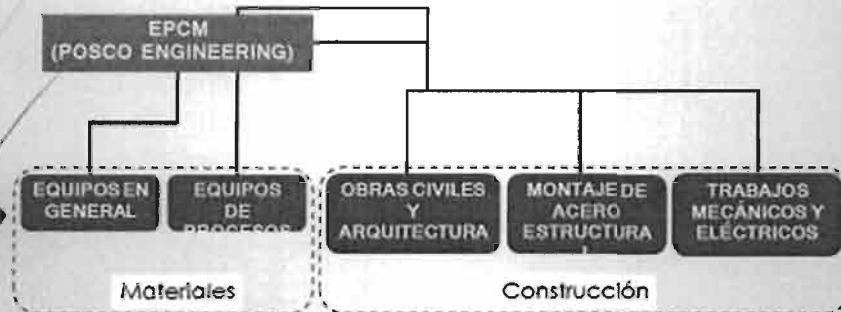 EPCM
(POSCO ENGINEERING)
EQUIPOS EN
GENERAL
EQUIPOS
DE
PROCESOS
OBRAS CIVILES
Y
ARQUITECTURA
MONTAJE DE
ACERO
ESTRUCTURA
L
TRABAJOS
MECÁNICOS Y
ELÉCTRICOS
Materiales
Construcción